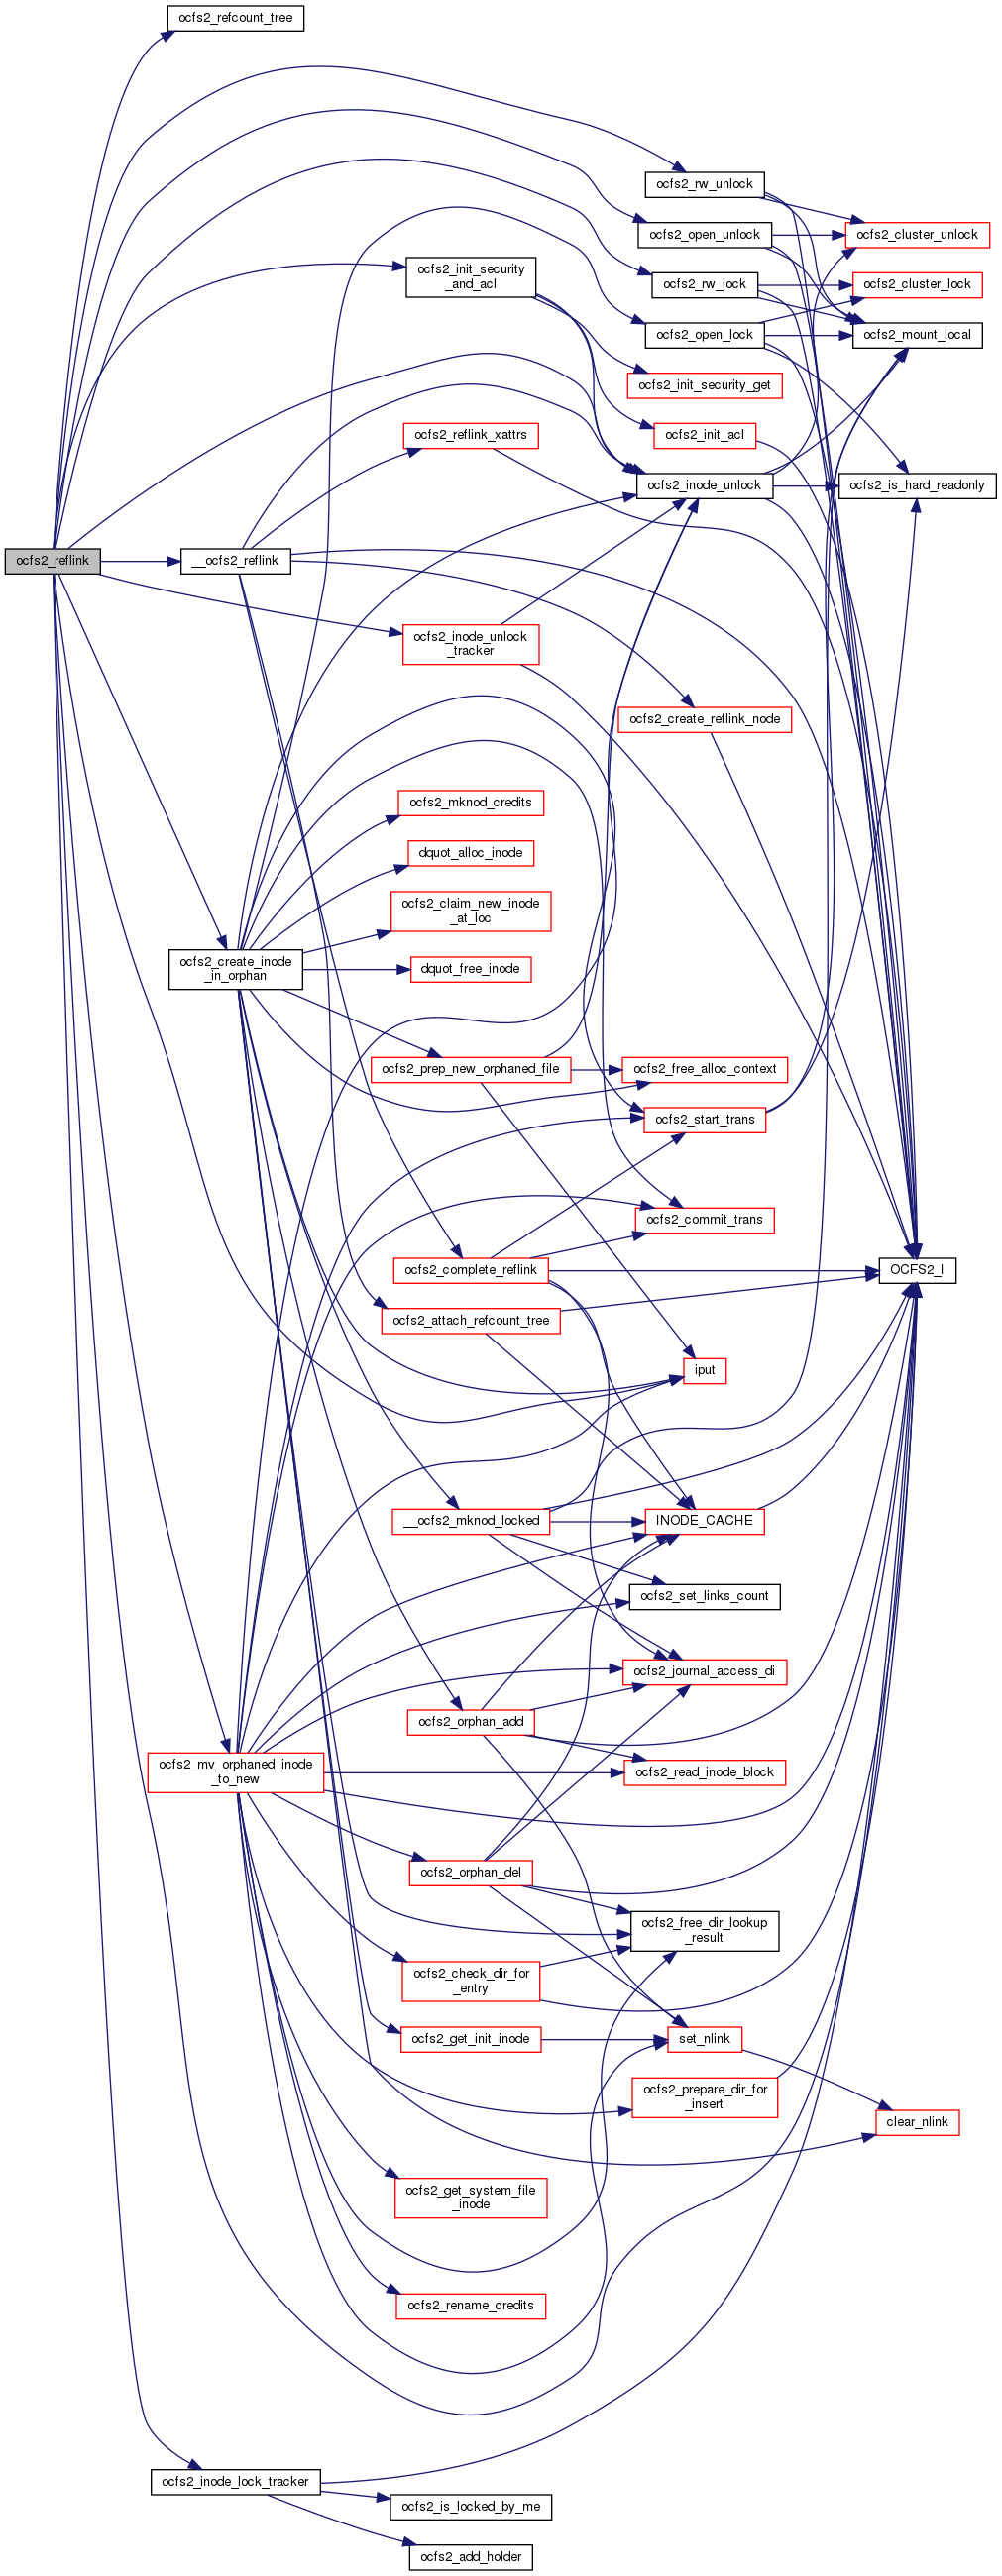 ocfs2_refcount_tree
ocfs2_rw_unlock
ocfs2_open_unlock
ocfs2_cluster_unlock
ocfs2_init_security
_and_acl
ocfs2_rw_lock
ocfs2_cluster_lock
ocfs2_open_lock
ocfs2_mount_local
ocfs2_init_security_get
ocfs2_reflink_xattrs
ocfs2_init_acl
ocfs2_inode_unlock
ocfs2_is_hard_readonly
ocfs2_reflink
__ocfs2_reflink
ocfs2_inode_unlock
_tracker
ocfs2_create_reflink_node
ocfs2_mknod_credits
dquot_alloc_inode
ocfs2_claim_new_inode
_at_loc
ocfs2_create_inode
_in_orphan
dquot_free_inode
ocfs2_prep_new_orphaned_file
ocfs2_free_alloc_context
ocfs2_start_trans
ocfs2_commit_trans
ocfs2_complete_reflink
OCFS2_I
ocfs2_attach_refcount_tree
iput
__ocfs2_mknod_locked
INODE_CACHE
ocfs2_set_links_count
ocfs2_journal_access_di
ocfs2_orphan_add
ocfs2_mv_orphaned_inode
_to_new
ocfs2_read_inode_block
ocfs2_orphan_del
ocfs2_free_dir_lookup
_result
ocfs2_check_dir_for
_entry
ocfs2_get_init_inode
set_nlink
ocfs2_prepare_dir_for
_insert
clear_nlink
ocfs2_get_system_file
_inode
ocfs2_rename_credits
ocfs2_inode_lock_tracker
ocfs2_is_locked_by_me
ocfs2_add_holder